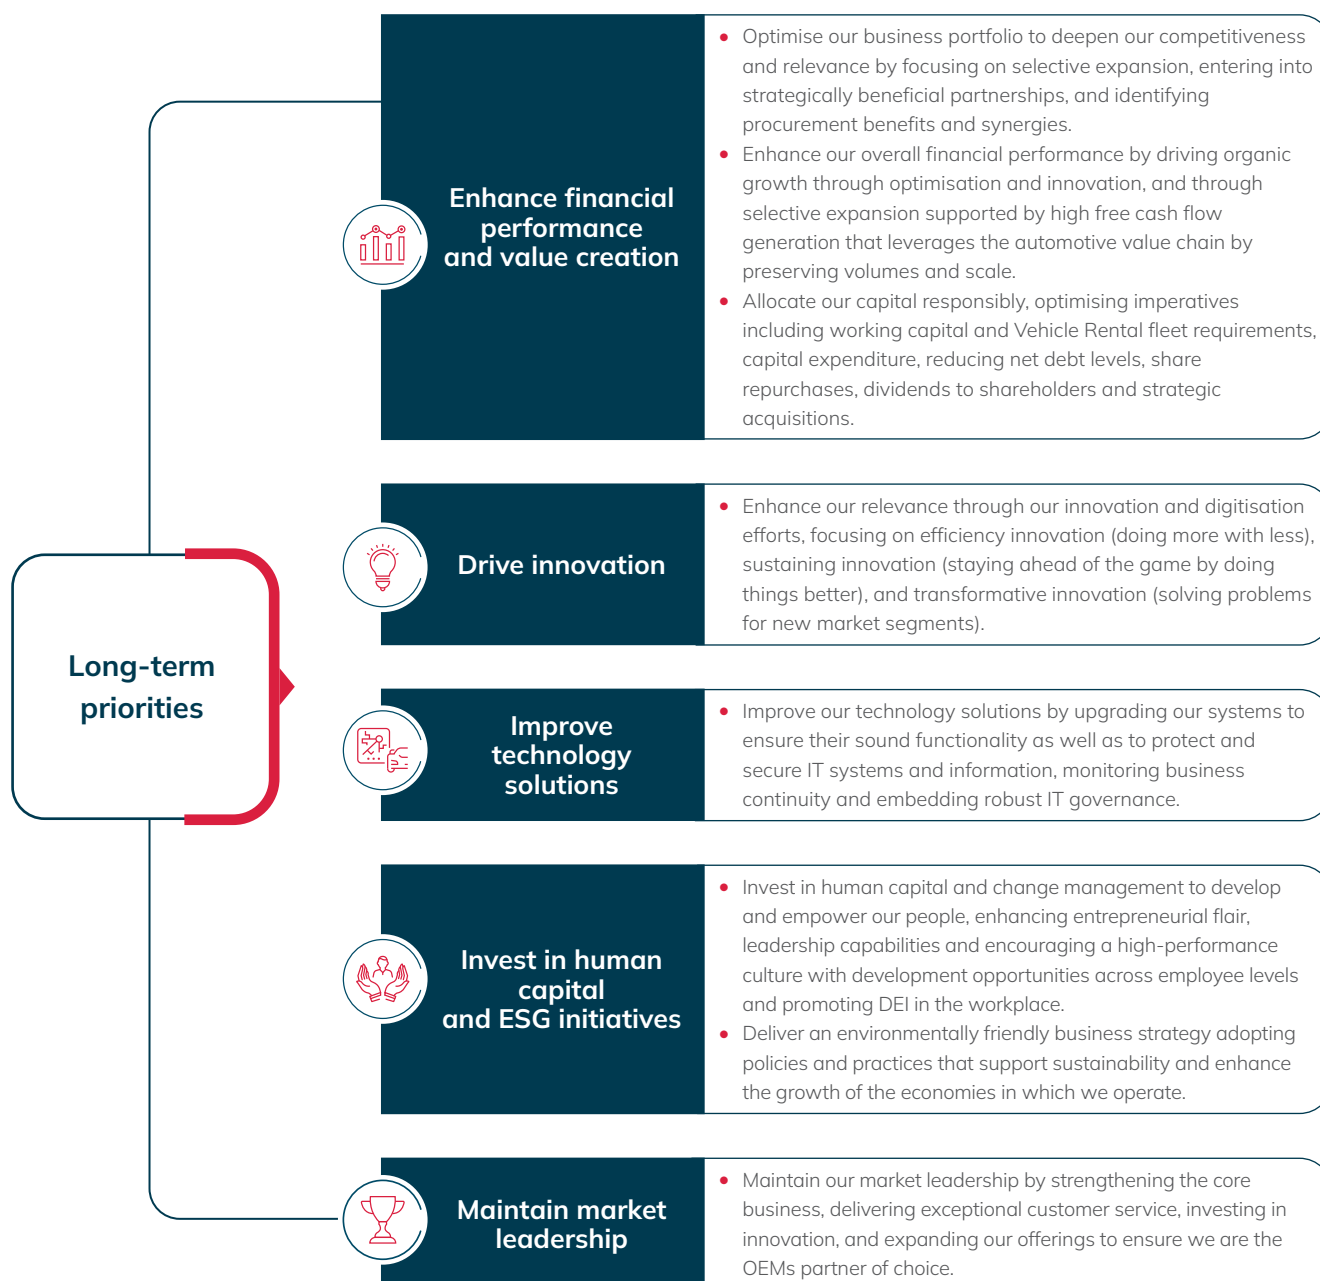 Long-term
priorities
Enhance financial
performance
and value creation
• Optimise our business portfolio to deepen our competitiveness
and relevance by focusing on selective expansion, entering into
strategically beneficial partnerships, and identifying
procurement benefits and synergies.
• Enhance our overall financial performance by driving organic
growth through optimisation and innovation, and through
selective expansion supported by high free cash flow
generation that leverages the automotive value chain by
preserving volumes and scale.
• Allocate our capital responsibly, optimising imperatives
including working capital and Vehicle Rental fleet requirements,
capital expenditure, reducing net debt levels, share
repurchases, dividends to shareholders and strategic
acquisitions.
Drive innovation
• Enhance our relevance through our innovation and digitisation
efforts, focusing on efficiency innovation (doing more with less),
sustaining innovation (staying ahead of the game by doing
things better), and transformative innovation (solving problems
for new market segments).
Improve
technology
solutions
• Improve our technology solutions by upgrading our systems to
ensure their sound functionality as well as to protect and
secure IT systems and information, monitoring business
continuity and embedding robust IT governance.
Invest in human
capital
and ESG initiatives
• Invest in human capital and change management to develop
and empower our people, enhancing entrepreneurial flair,
leadership capabilities and encouraging a high-performance
culture with development opportunities across employee levels
and promoting DEI in the workplace.
• Deliver an environmentally friendly business strategy adopting
policies and practices that support sustainability and enhance
the growth of the economies in which we operate.
Maintain market
leadership
• Maintain our market leadership by strengthening the core
business, delivering exceptional customer service, investing in
innovation, and expanding our offerings to ensure we are the
OEMs partner of choice.